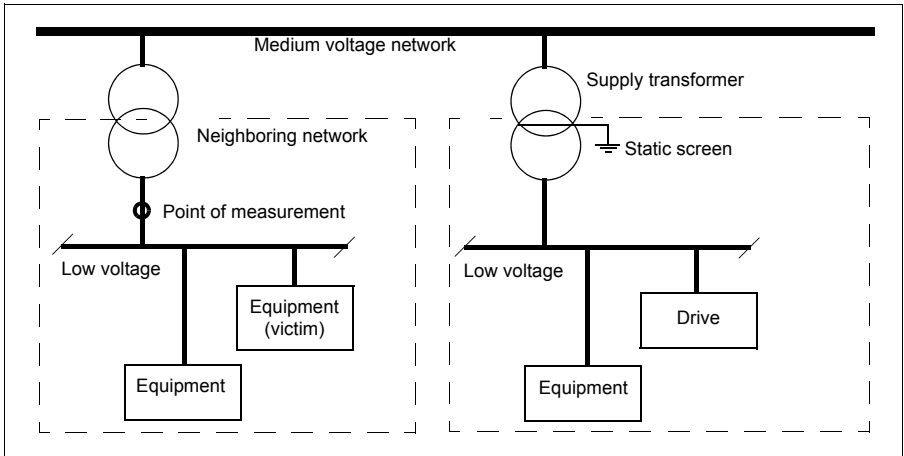 Medium voltage network
Supply transformer
Neighboring network
Static screen
Point of measurement
Low voltage
Low voltage
Equipment
(victim)
Drive
Equipment
Equipment